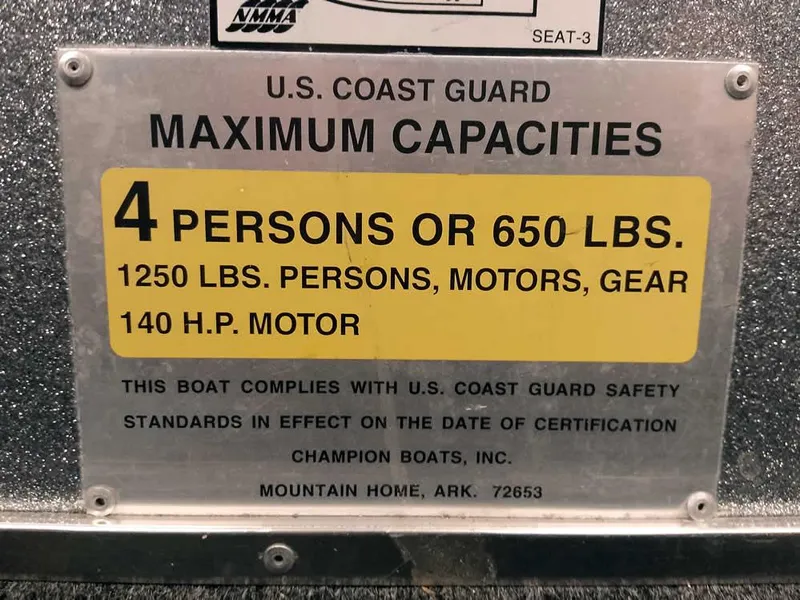 NMMA
SEAT-3
U.S. COAST GUARD
MAXIMUM CAPACITIES
4 PERSONS OR 650 LBS.
1250 LBS. PERSONS, MOTORS, GEAR
140 H.P. MOTOR
THIS BOAT COMPLIES WITH U.S. COAST GUARD SAFETY
STANDARDS IN EFFECT ON THE DATE OF CERTIFICATION
CHAMPION BOATS, INC.
MOUNTAIN HOME, ARK. 72653